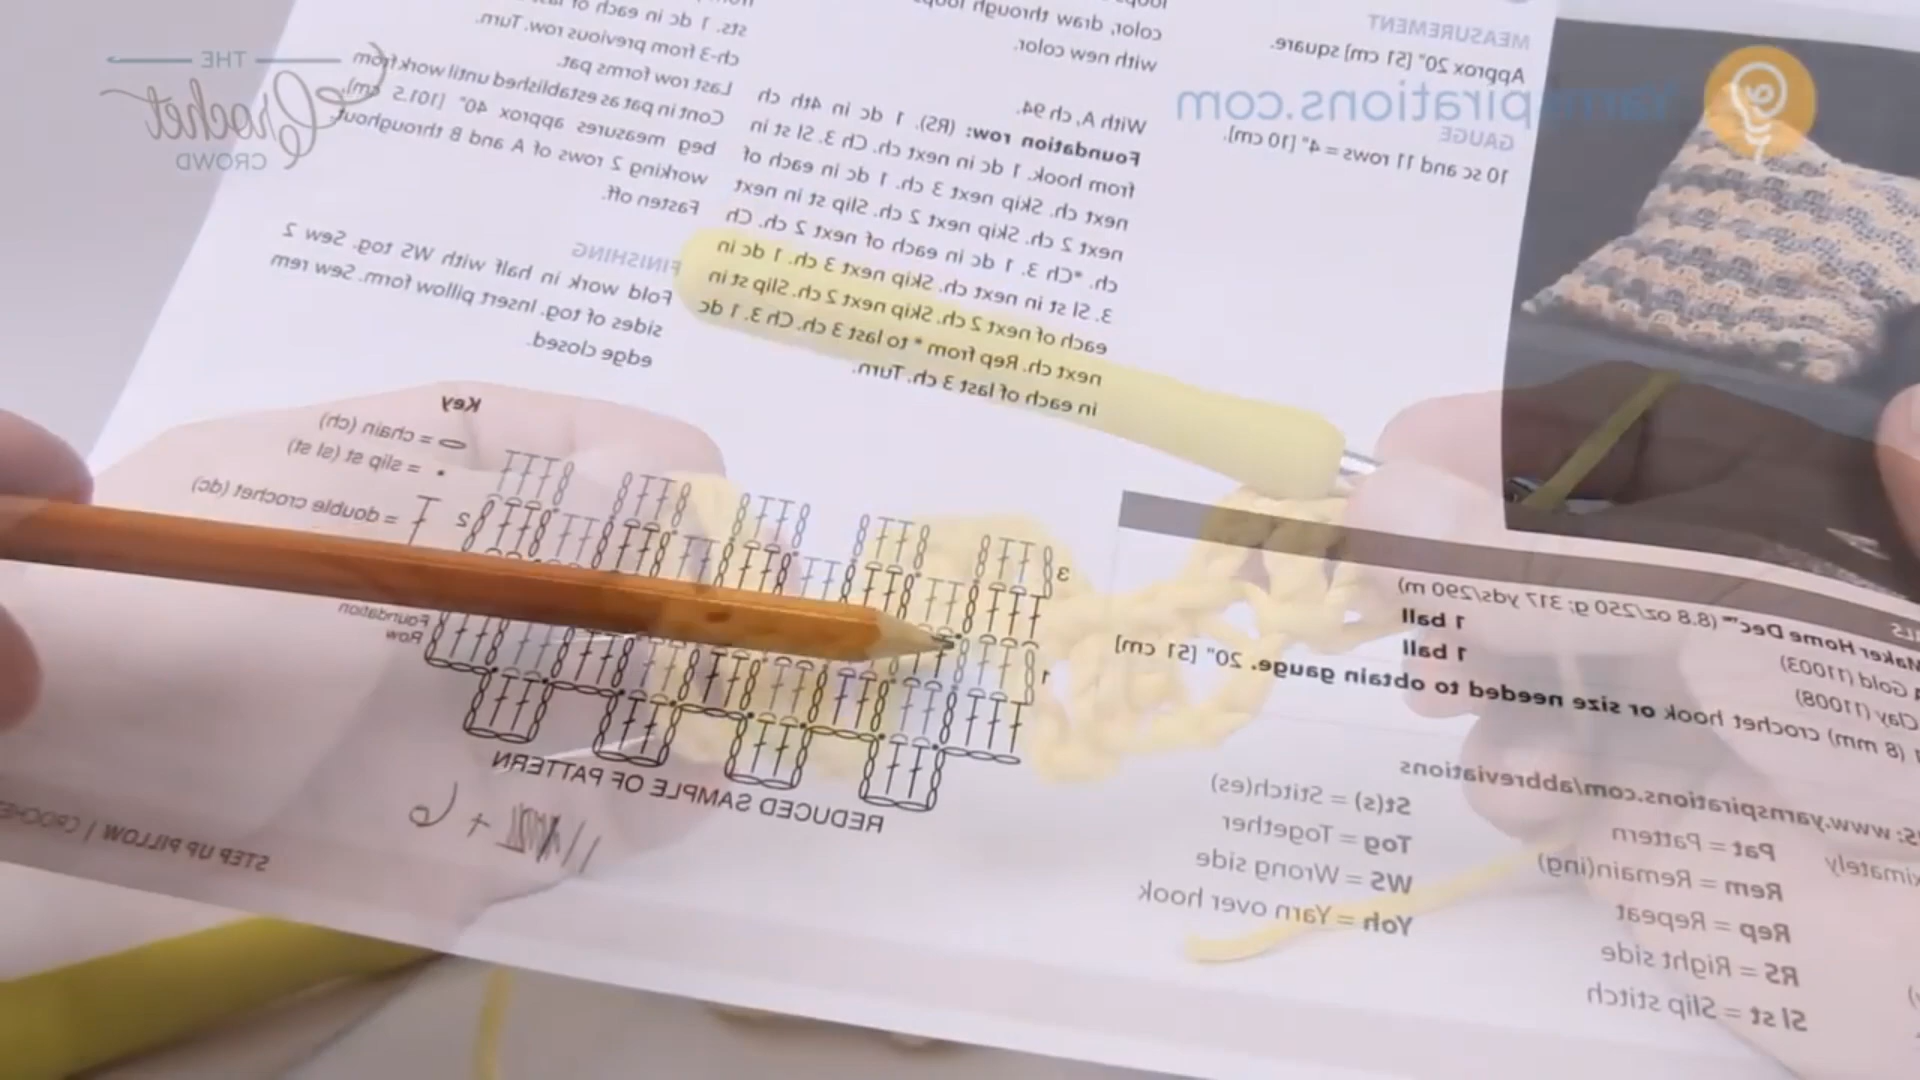 THE
Crochet
CROWD
Yarnspirations.com
MEASUREMENT
Approx 20" [51 cm] square.
GAUGE
10 sc and 11 rows = 4" [10 cm].
color, draw through loops
with new color.
With A, ch 94.
Foundation row: (RS). 1 dc in 4th ch
from hook. 1 dc in next ch. Ch 3. Sl st in
next ch. Skip next 3 ch. 1 dc in each of
next 2 ch. Skip next 2 ch. Slip st in next
ch. *Ch 3. 1 dc in each of next 2 ch. Ch
3. Sl st in next ch. Skip next 3 ch. 1 dc in
each of next 2 ch. Skip next 2 ch. Slip st in
next ch. Rep from * to last 3 ch. Ch 3. 1 dc
in each of last 3 ch. Turn.
sts. 1 dc in each of
ch-3 from previous row. Turn.
Last row forms pat.
Cont in pat as established until work from
beg measures approx 40" [101.5 cm],
working 2 rows of A and B throughout.
Fasten off.
FINISHING
Fold work in half with WS tog. Sew 2
sides of tog. Insert pillow form. Sew rem
edge closed.
Key
= chain (ch)
= slip st (sl st)
= double crochet (dc)
3
2
1
Foundation
Row
REDUCED SAMPLE OF PATTERN
+ 6
STEP UP PILLOW | CROCHE
Maker Home Dec™ (8.8 oz/250 g; 317 yds/290 m)
Gold (11003) 1 ball
Clay (11008) 1 ball
(8 mm) crochet hook or size needed to obtain gauge. 20" [51 cm]
www.yarnspirations.com/abbreviations
Pat = Pattern
Rem = Remain(ing)
Rep = Repeat
RS = Right side
Sl st = Slip stitch
St(s) = Stitch(es)
Tog = Together
WS = Wrong side
Yoh = Yarn over hook